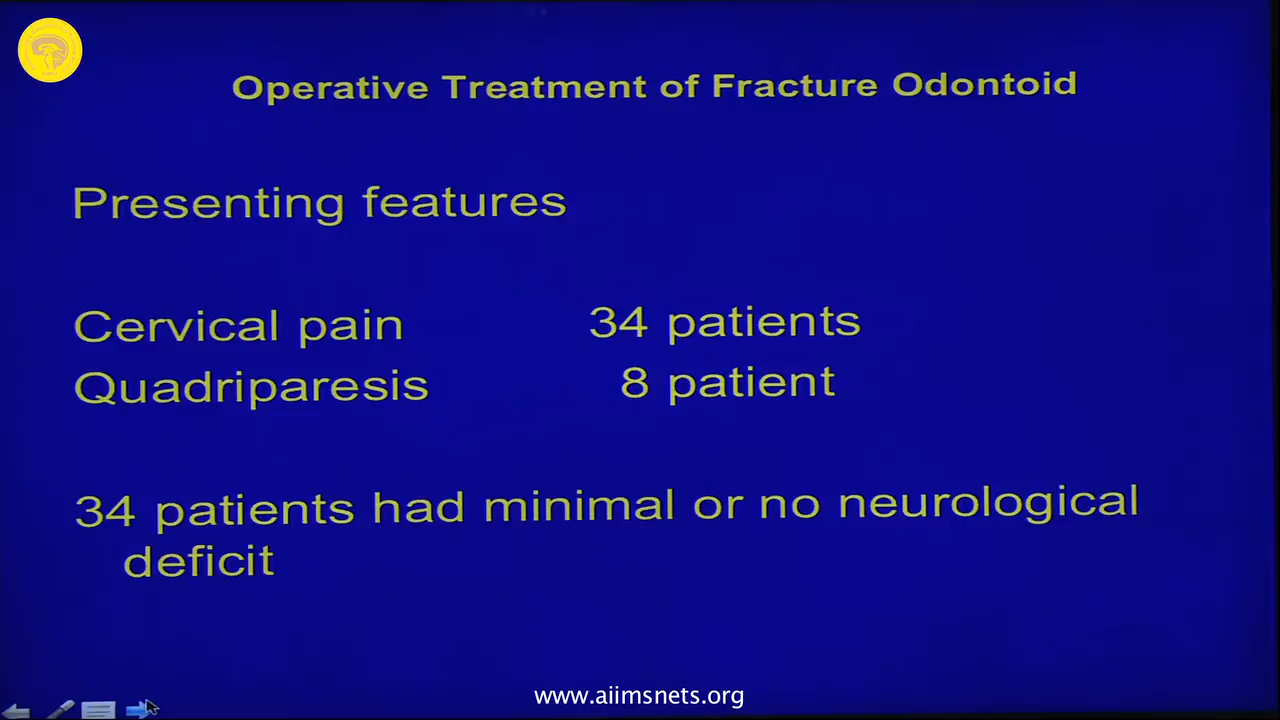 Operative Treatment of Fracture Odontoid
Presenting features
Cervical pain 34 patients
Quadriparesis 8 patient
34 patients had minimal or no neurological
deficit
www.aiimsnets.org